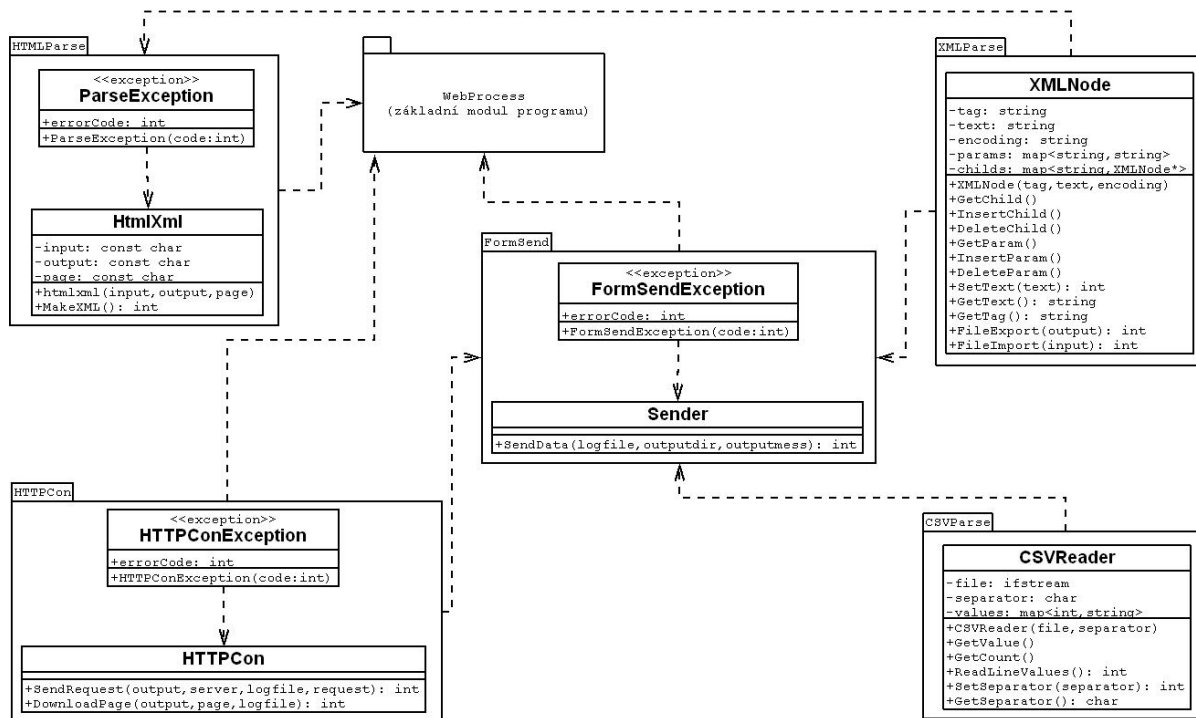 HTMLParse
<<exception>>
ParseException
+errorCode: int
+ParseException(code:int)
HtmlXml
-input: const char
-output: const char
-page: const char
+htmlxml(input,output,page)
+MakeXML(): int
WebProcess
(základní modul programu)
XMLParse
XMLNode
-tag: string
-text: string
-encoding: string
-params: map<string,string>
-childs: map<string,XMLNode*>
+XMLNode(tag,text,encoding)
+GetChild()
+InsertChild()
+DeleteChild()
+GetParam()
+InsertParam()
+DeleteParam()
+SetText(text): int
+GetText(): string
+GetTag(): string
+FileExport(output): int
+FileImport(input): int
FormSend
<<exception>>
FormSendException
+errorCode: int
+FormSendException(code:int)
Sender
+SendData(logfile,outputdir,outputmess): int
HTTPCon
<<exception>>
HTTPConException
+errorCode: int
+HTTPConException(code:int)
HTTPCon
+SendRequest(output,server,logfile,request): int
+DownloadPage(output,page,logfile): int
CSVParse
CSVReader
-file: ifstream
-separator: char
-values: map<int,string>
+CSVReader(file,separator)
+GetValue()
+GetCount()
+ReadLineValues(): int
+SetSeparator(separator): int
+GetSeparator(): char